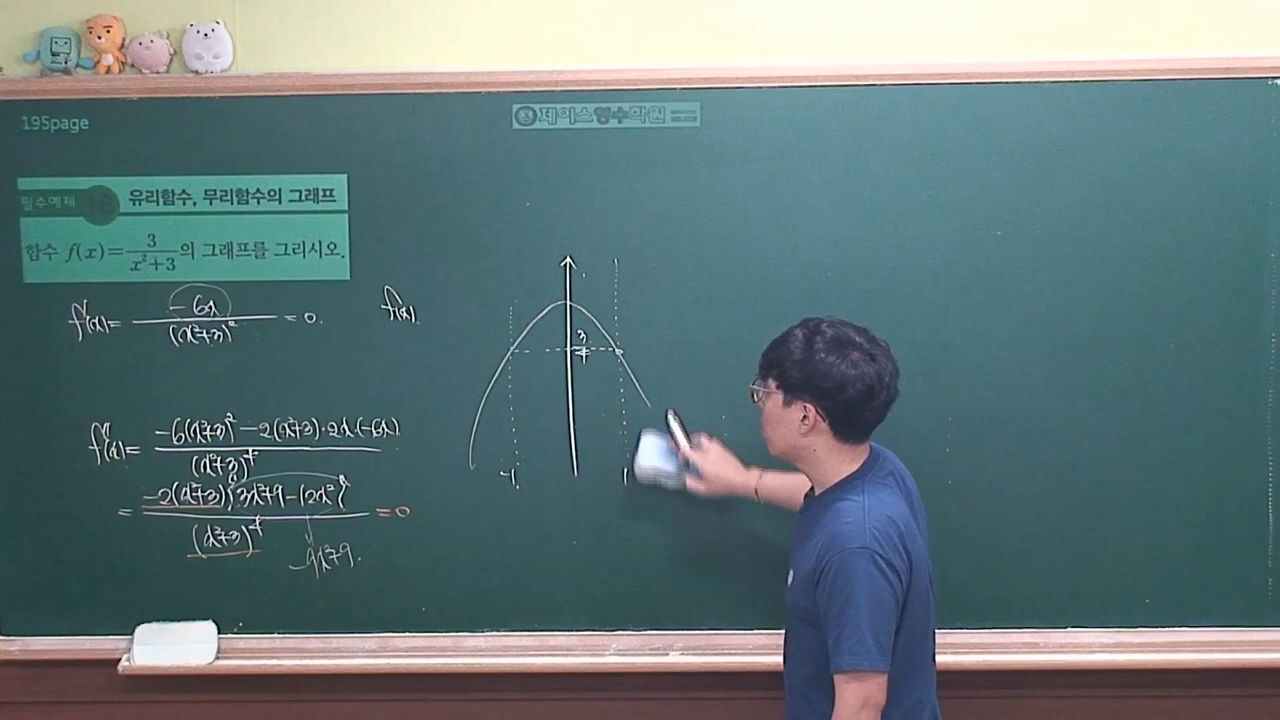 195page
제이스영수학원
필수예제 16 유리함수, 무리함수의 그래프
함수 f(x)=3/(x²+3)의 그래프를 그리시오.
f'(x)= -6x/(x²+3)² =0.
f(x).
3/4
f''(x)= -6(x²+3)²-2(x²+3)·2x·(-6x)/(x²+3)⁴
-1
1
= -2(x²+3)(3x²+9-12x²)/(x²+3)⁴ =0
-9x²+9.